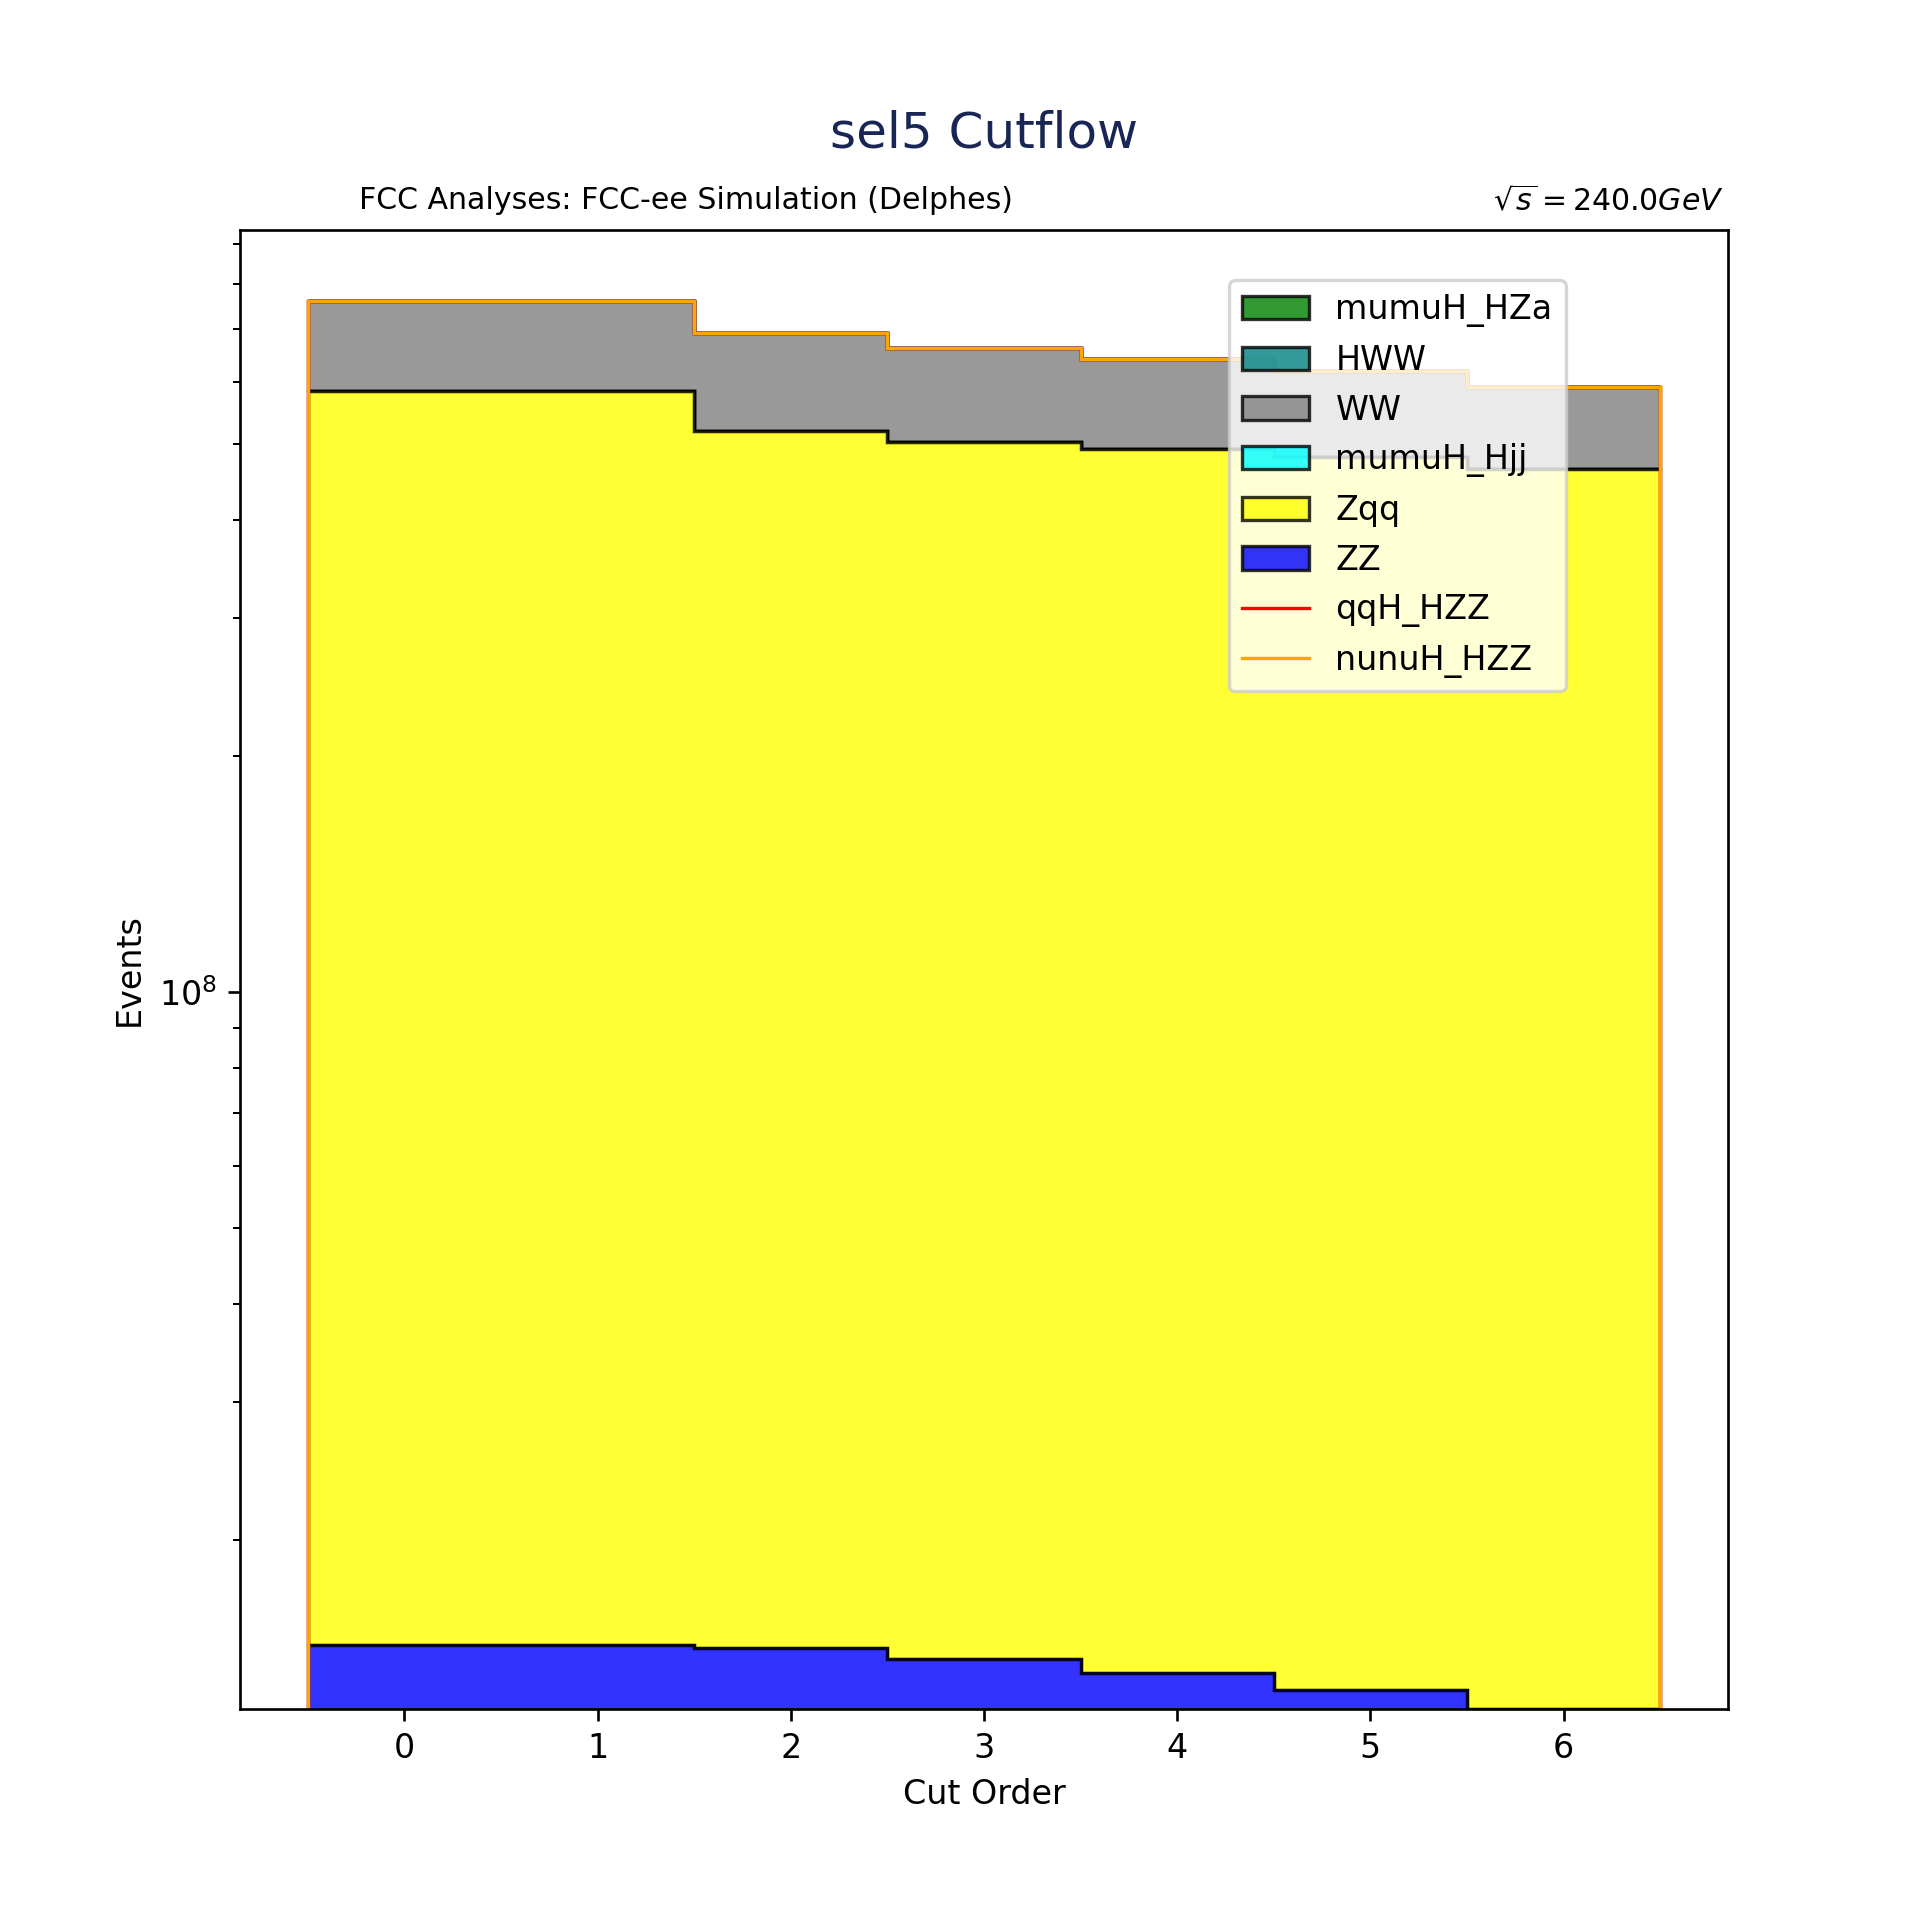 sel5 Cutflow
FCC Analyses: FCC-ee Simulation (Delphes)
√s = 240.0GeV
mumuH_HZa
HWW
WW
mumuH_Hjj
Zqq
ZZ
qqH_HZZ
nunuH_HZZ
Events
10⁸
0 1 2 3 4 5 6
Cut Order